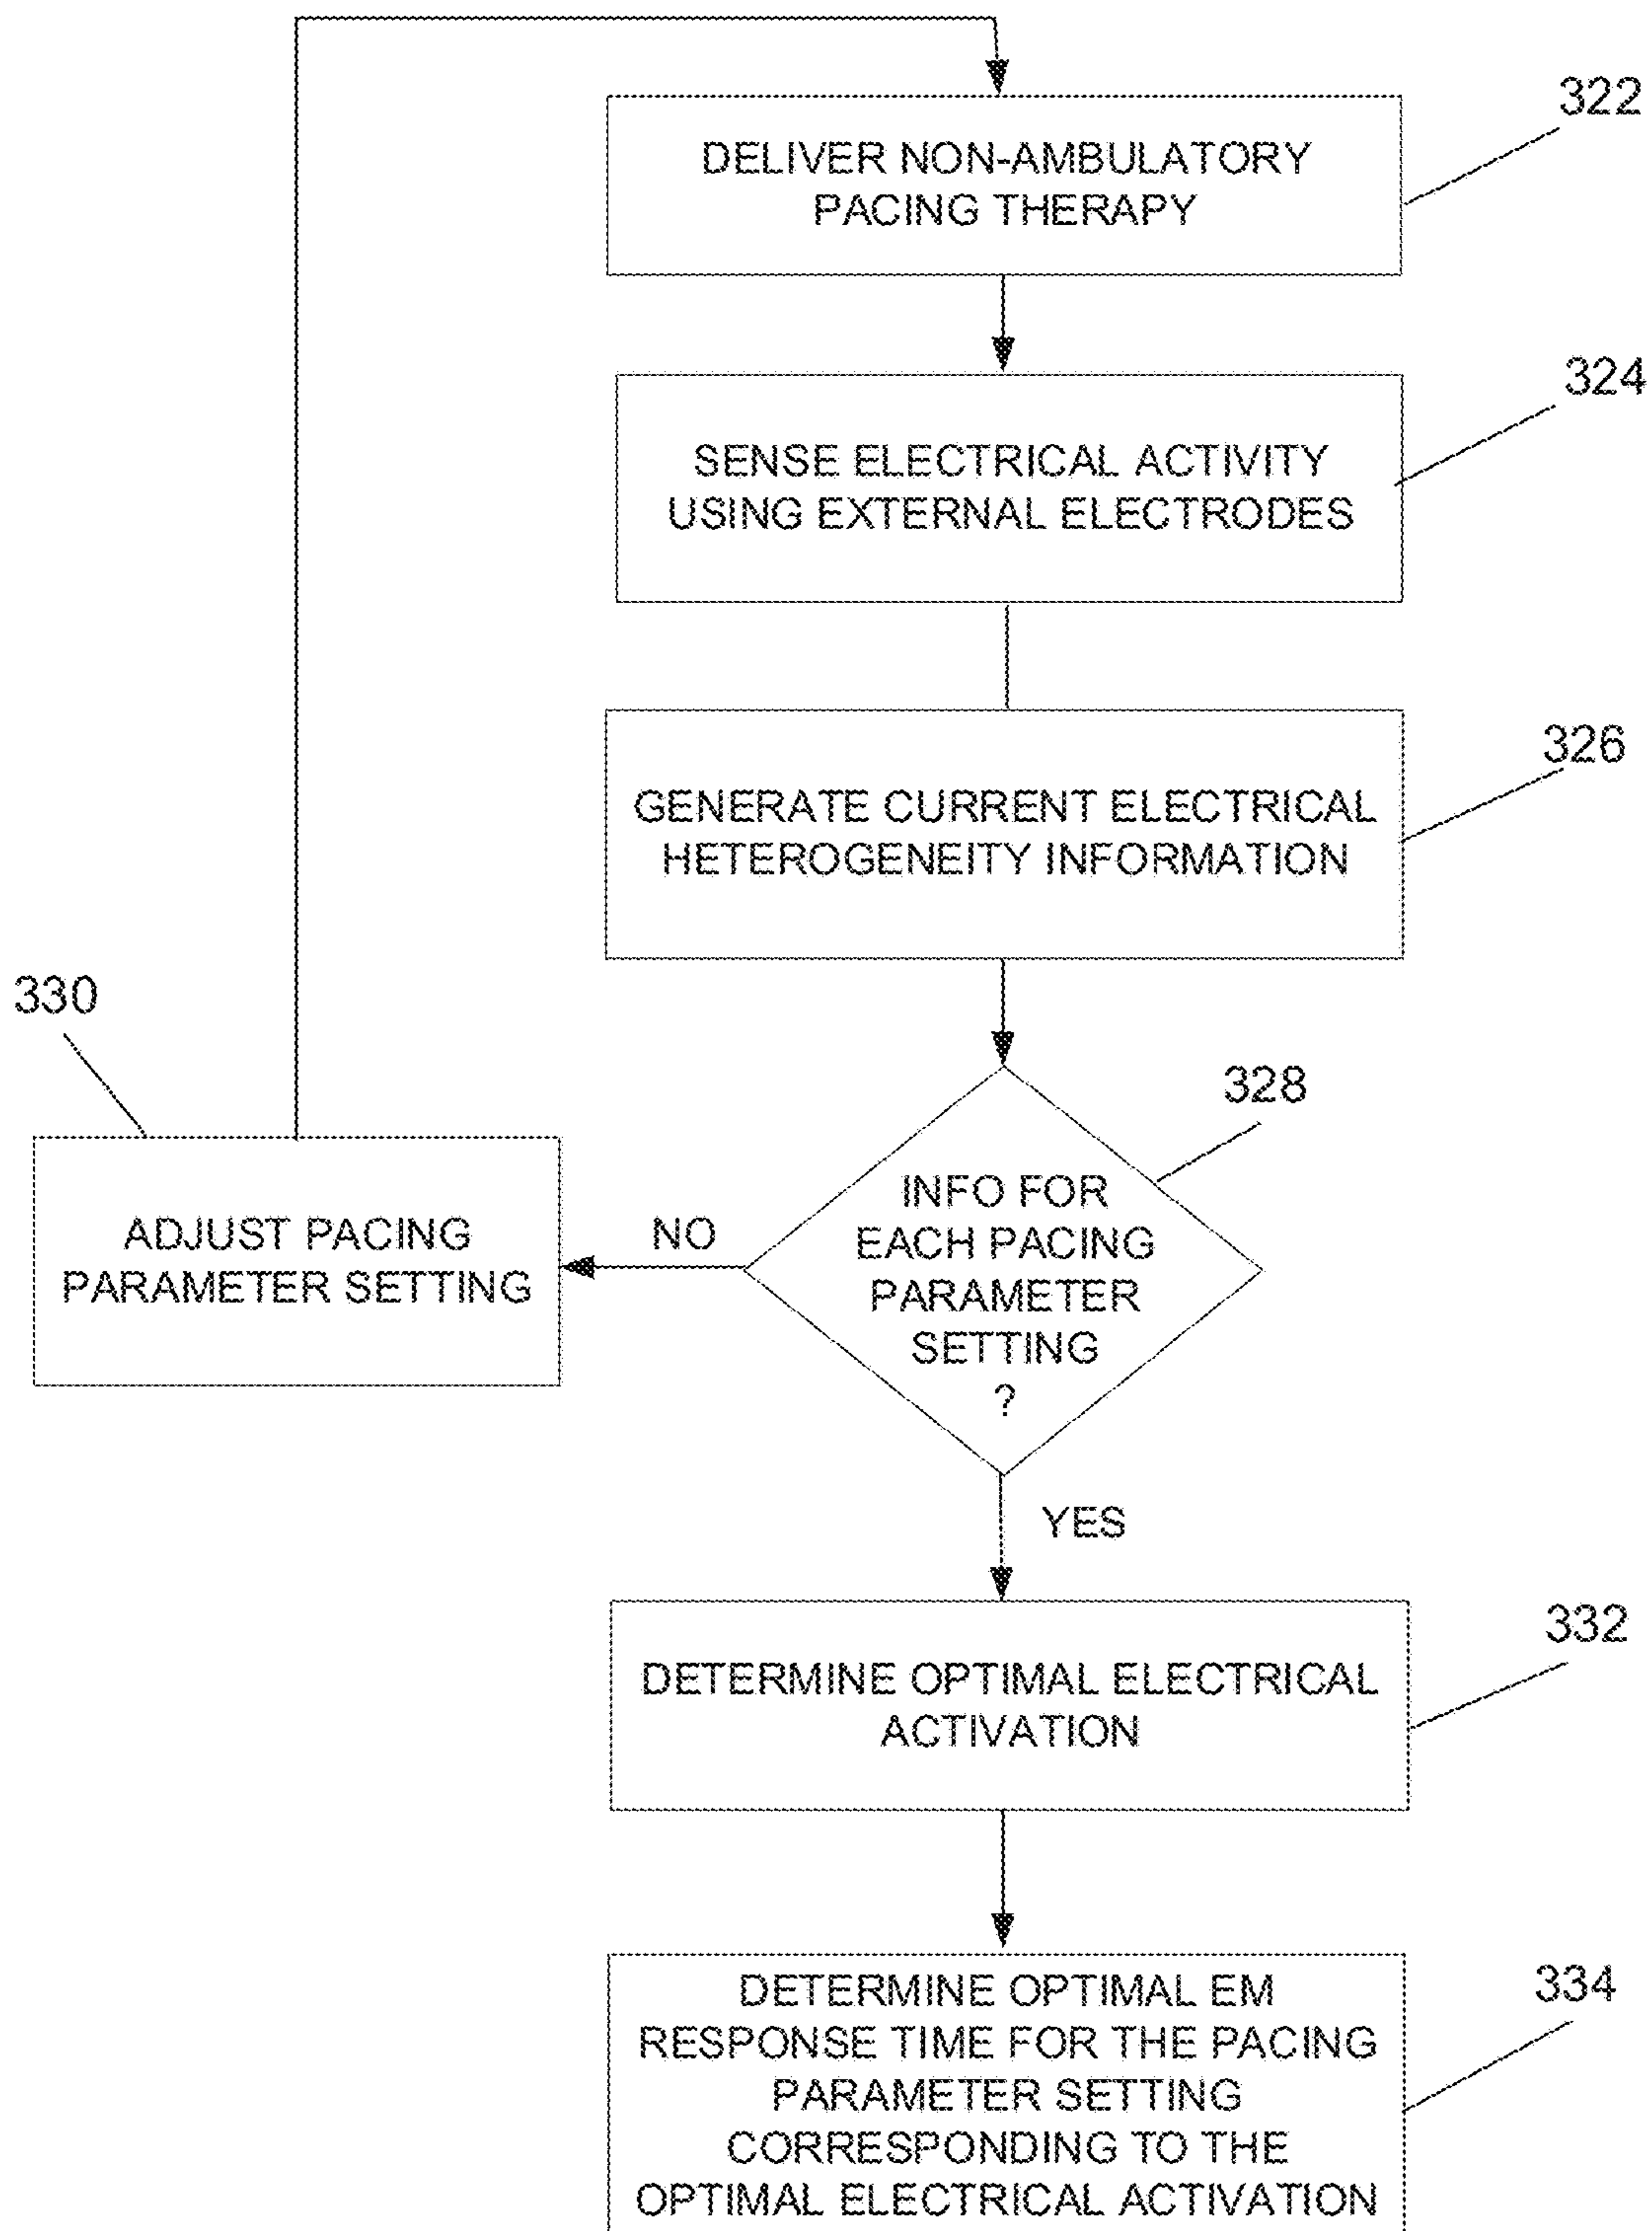 322
DELIVER NON-AMBULATORY
PACING THERAPY
324
SENSE ELECTRICAL ACTIVITY
USING EXTERNAL ELECTRODES
326
GENERATE CURRENT ELECTRICAL
HETEROGENEITY INFORMATION
328
INFO FOR
EACH PACING
PARAMETER
SETTING
?
NO
330
ADJUST PACING
PARAMETER SETTING
YES
332
DETERMINE OPTIMAL ELECTRICAL
ACTIVATION
334
DETERMINE OPTIMAL EM
RESPONSE TIME FOR THE PACING
PARAMETER SETTING
CORRESPONDING TO THE
OPTIMAL ELECTRICAL ACTIVATION